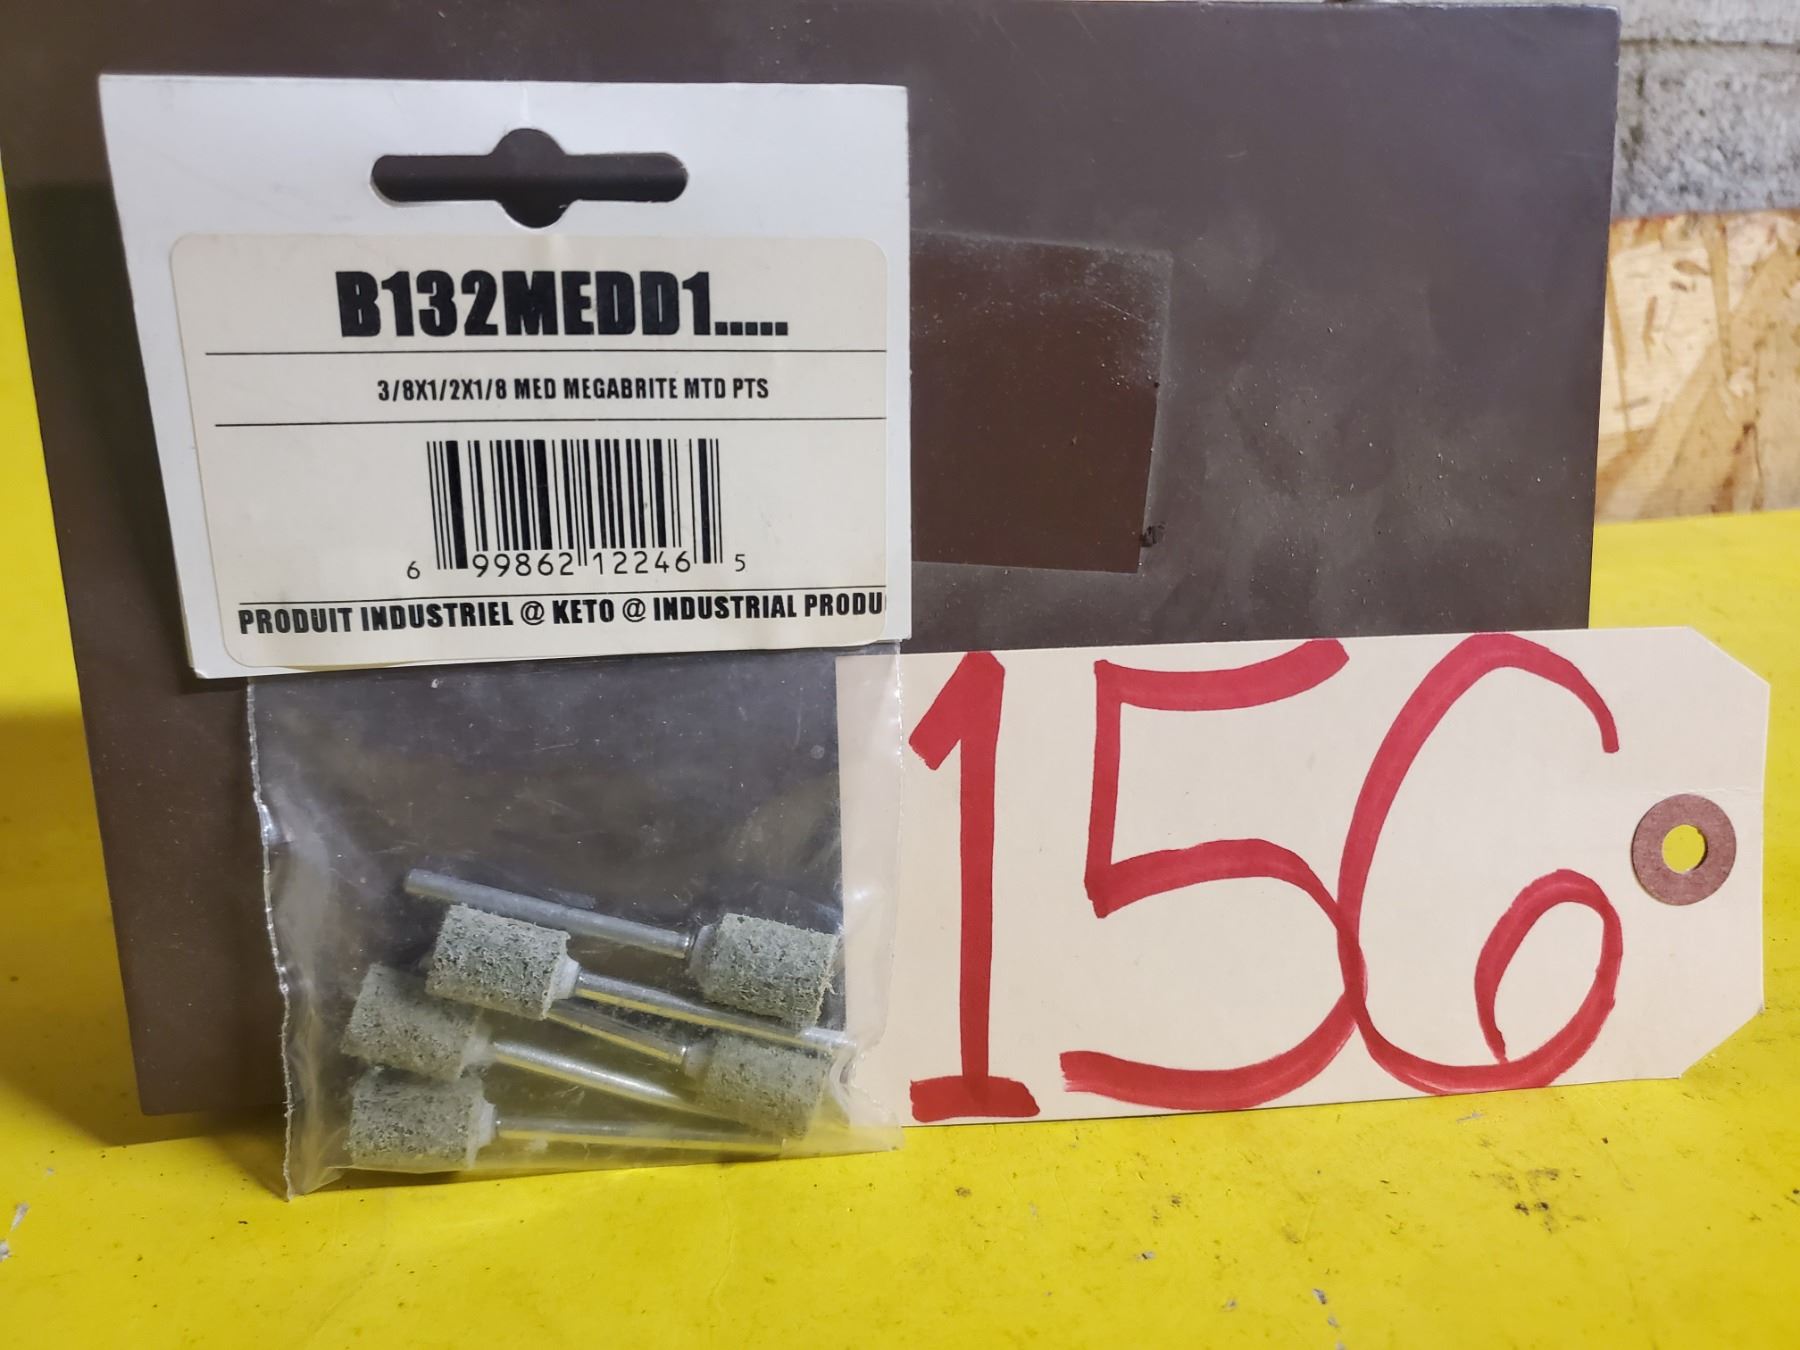 B132MEDD1.....
3/8X1/2X1/8 MED MEGABRITE MTD PTS
6 99862 12246 5
PRODUIT INDUSTRIEL @ KETO @ INDUSTRIAL PRODU
156